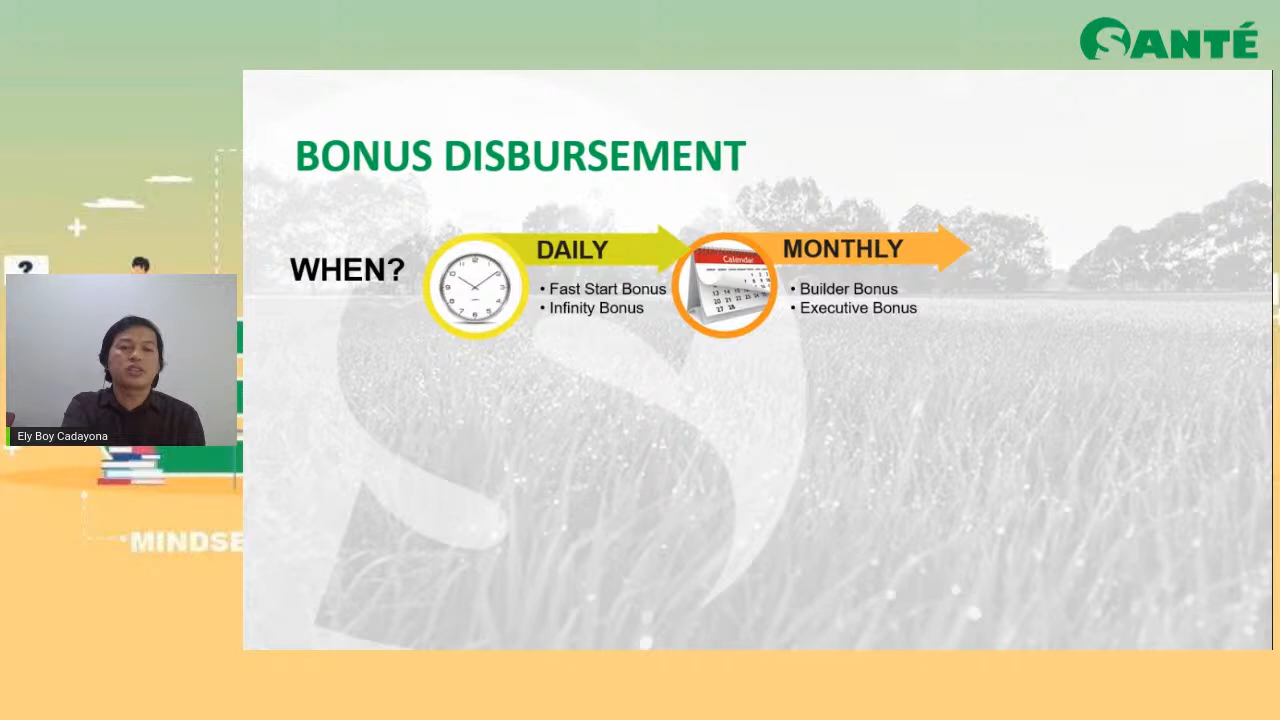 SANTÉ
BONUS DISBURSEMENT
WHEN?
DAILY
• Fast Start Bonus
• Infinity Bonus
Calendar
MONTHLY
• Builder Bonus
• Executive Bonus
?
Ely Boy Cadayona
MINDSE